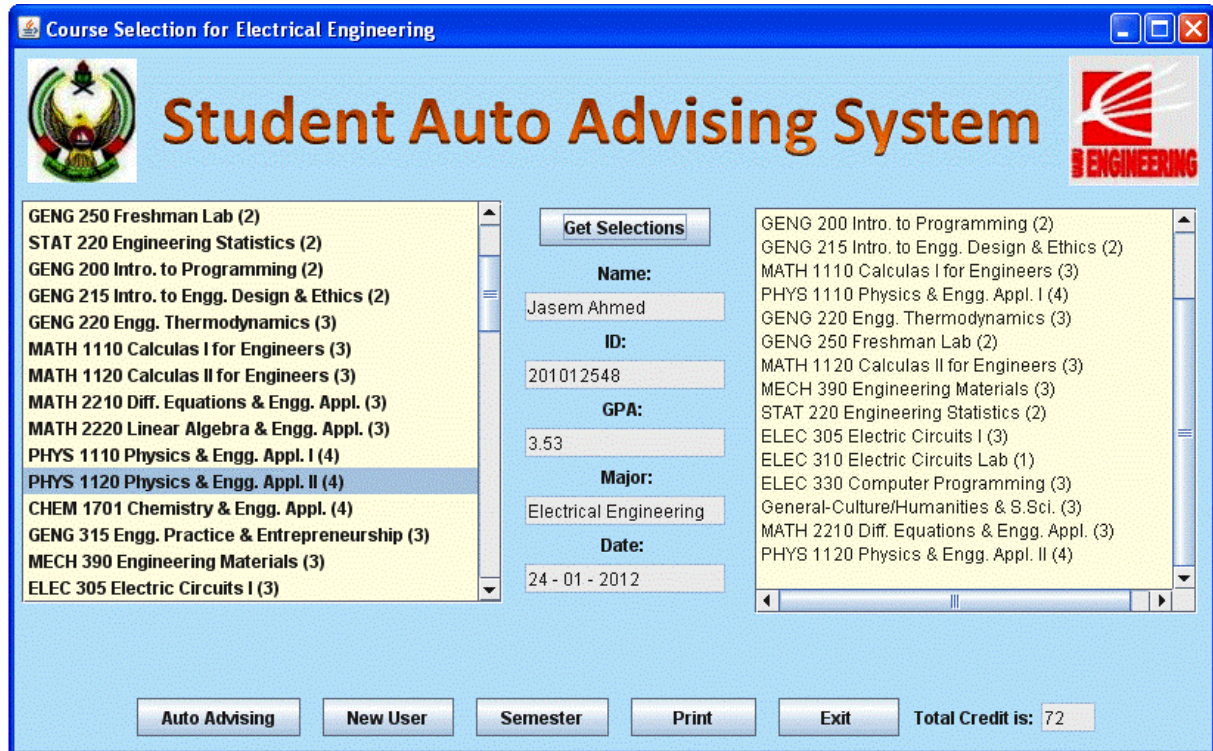 Course Selection for Electrical Engineering
Student Auto Advising System
ENGINEERING
GENG 250 Freshman Lab (2)
STAT 220 Engineering Statistics (2)
GENG 200 Intro. to Programming (2)
GENG 215 Intro. to Engg. Design & Ethics (2)
GENG 220 Engg. Thermodynamics (3)
MATH 1110 Calculas I for Engineers (3)
MATH 1120 Calculas II for Engineers (3)
MATH 2210 Diff. Equations & Engg. Appl. (3)
MATH 2220 Linear Algebra & Engg. Appl. (3)
PHYS 1110 Physics & Engg. Appl. I (4)
PHYS 1120 Physics & Engg. Appl. II (4)
CHEM 1701 Chemistry & Engg. Appl. (4)
GENG 315 Engg. Practice & Entrepreneurship (3)
MECH 390 Engineering Materials (3)
ELEC 305 Electric Circuits I (3)
Get Selections
Name:
Jasem Ahmed
ID:
201012548
GPA:
3.53
Major:
Electrical Engineering
Date:
24 - 01 - 2012
GENG 200 Intro. to Programming (2)
GENG 215 Intro. to Engg. Design & Ethics (2)
MATH 1110 Calculas I for Engineers (3)
PHYS 1110 Physics & Engg. Appl. I (4)
GENG 220 Engg. Thermodynamics (3)
GENG 250 Freshman Lab (2)
MATH 1120 Calculas II for Engineers (3)
MECH 390 Engineering Materials (3)
STAT 220 Engineering Statistics (2)
ELEC 305 Electric Circuits I (3)
ELEC 310 Electric Circuits Lab (1)
ELEC 330 Computer Programming (3)
General-Culture/Humanities & S.Sci. (3)
MATH 2210 Diff. Equations & Engg. Appl. (3)
PHYS 1120 Physics & Engg. Appl. II (4)
Auto Advising
New User
Semester
Print
Exit
Total Credit is: 72